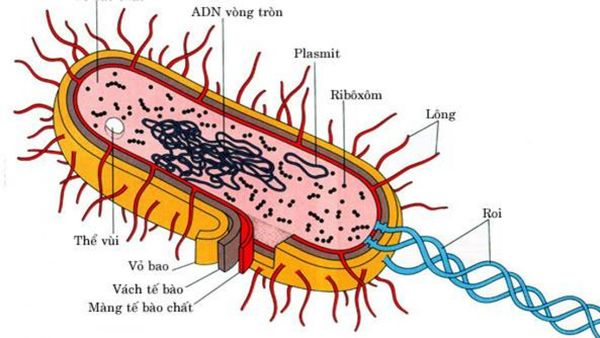 ADN vòng tròn
Plasmit
Ribôxôm
Lông
Roi
Thể vùi
Vỏ bao
Vách tế bào
Màng tế bào chất